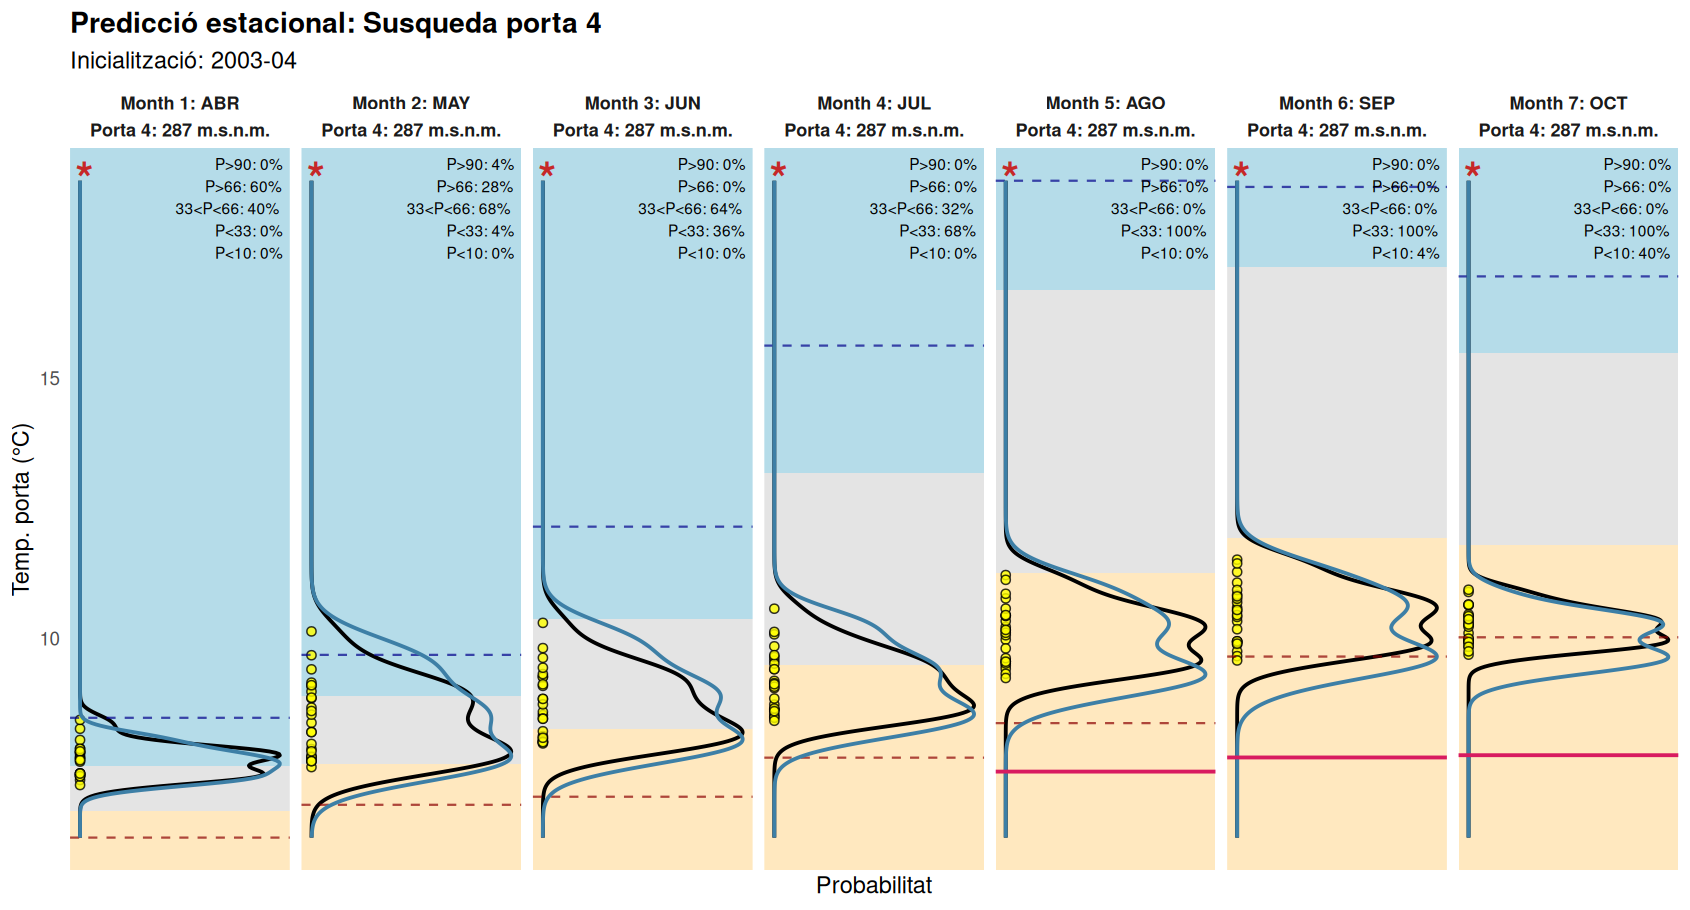 Predicció estacional: Susqueda porta 4
Inicialització: 2003-04
Month 1: ABR
Porta 4: 287 m.s.n.m.
Month 2: MAY
Porta 4: 287 m.s.n.m.
Month 3: JUN
Porta 4: 287 m.s.n.m.
Month 4: JUL
Porta 4: 287 m.s.n.m.
Month 5: AGO
Porta 4: 287 m.s.n.m.
Month 6: SEP
Porta 4: 287 m.s.n.m.
Month 7: OCT
Porta 4: 287 m.s.n.m.
*
P>90: 0%
P>66: 60%
33<P<66: 40%
P<33: 0%
P<10: 0%
*
P>90: 4%
P>66: 28%
33<P<66: 68%
P<33: 4%
P<10: 0%
*
P>90: 0%
P>66: 0%
33<P<66: 64%
P<33: 36%
P<10: 0%
*
P>90: 0%
P>66: 0%
33<P<66: 32%
P<33: 68%
P<10: 0%
*
P>90: 0%
P>66: 0%
33<P<66: 0%
P<33: 100%
P<10: 0%
*
P>90: 0%
P>66: 0%
33<P<66: 0%
P<33: 100%
P<10: 4%
*
P>90: 0%
P>66: 0%
33<P<66: 0%
P<33: 100%
P<10: 40%
15
10
Temp. porta (°C)
Probabilitat